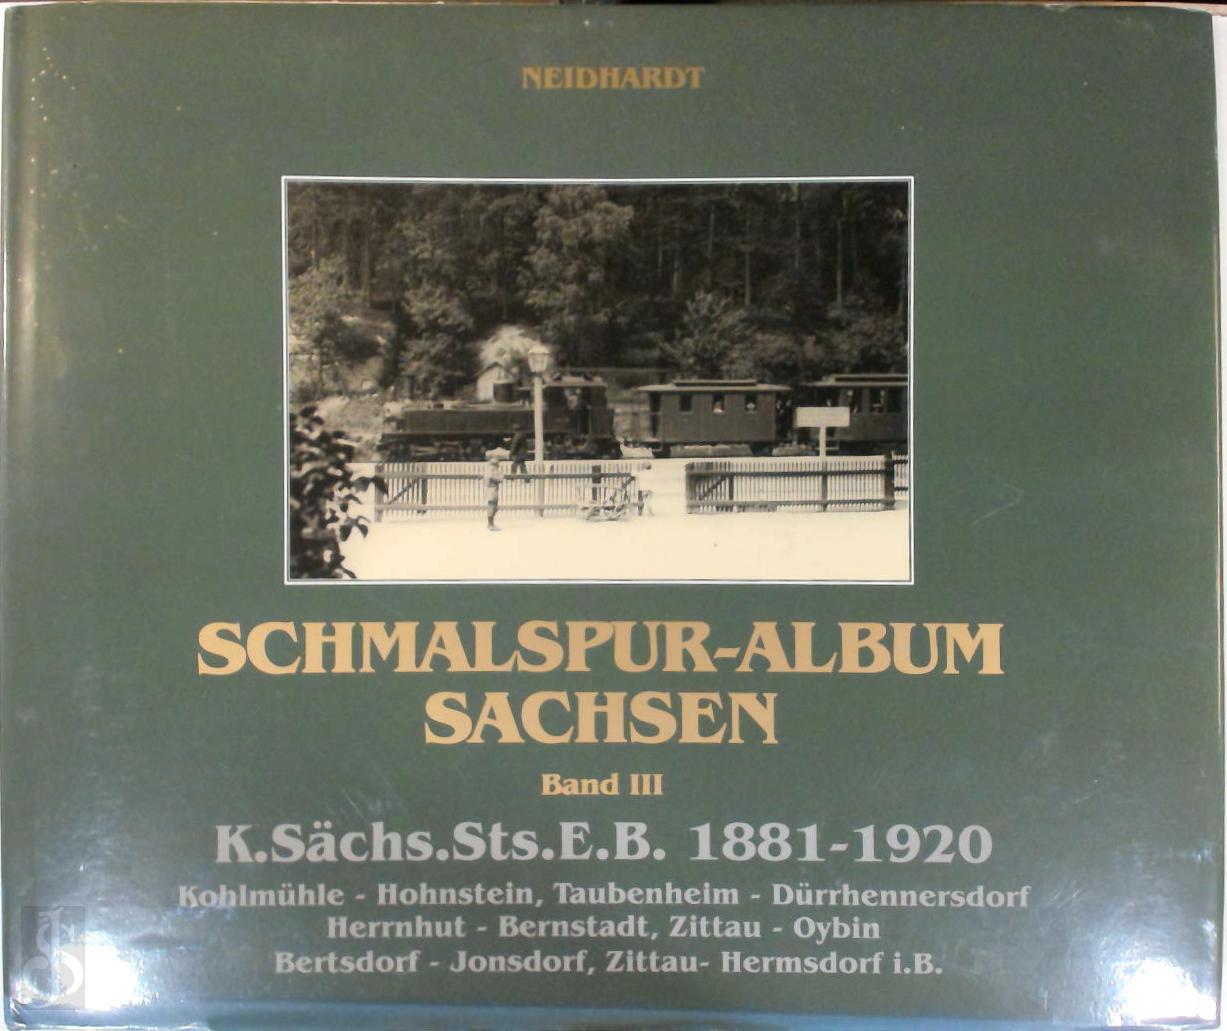 NEIDHARDT
SCHMALSPUR-ALBUM
SACHSEN
Band III
K.Sächs.Sts.E.B. 1881-1920
Kohlmühle - Hohnstein, Taubenheim - Dürrhennersdorf
Herrnhut - Bernstadt, Zittau - Oybin
Bertsdorf - Jonsdorf, Zittau- Hermsdorf i.B.